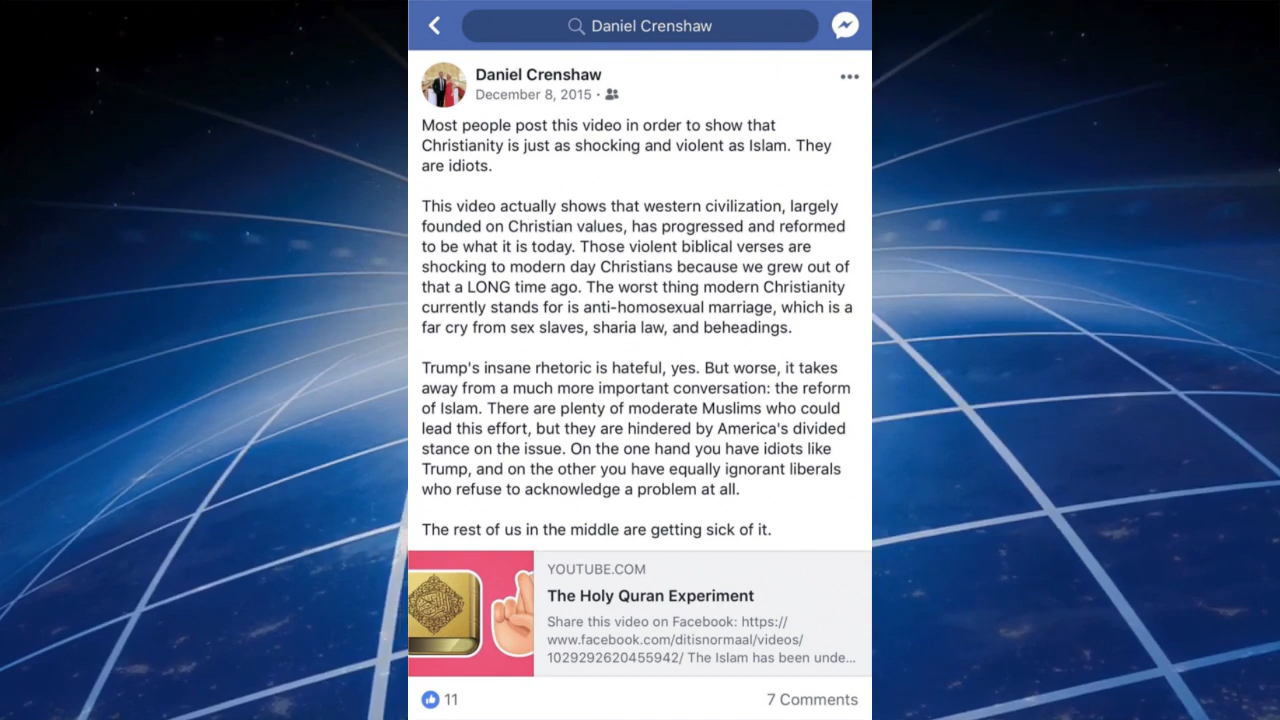 Daniel Crenshaw
Daniel Crenshaw
December 8, 2015 ·
Most people post this video in order to show that
Christianity is just as shocking and violent as Islam. They
are idiots.
This video actually shows that western civilization, largely
founded on Christian values, has progressed and reformed
to be what it is today. Those violent biblical verses are
shocking to modern day Christians because we grew out of
that a LONG time ago. The worst thing modern Christianity
currently stands for is anti-homosexual marriage, which is a
far cry from sex slaves, sharia law, and beheadings.
Trump's insane rhetoric is hateful, yes. But worse, it takes
away from a much more important conversation: the reform
of Islam. There are plenty of moderate Muslims who could
lead this effort, but they are hindered by America's divided
stance on the issue. On the one hand you have idiots like
Trump, and on the other you have equally ignorant liberals
who refuse to acknowledge a problem at all.
The rest of us in the middle are getting sick of it.
YOUTUBE.COM
The Holy Quran Experiment
Share this video on Facebook: https://
www.facebook.com/ditisnormaal/videos/
1029292620455942/ The Islam has been unde...
11
7 Comments